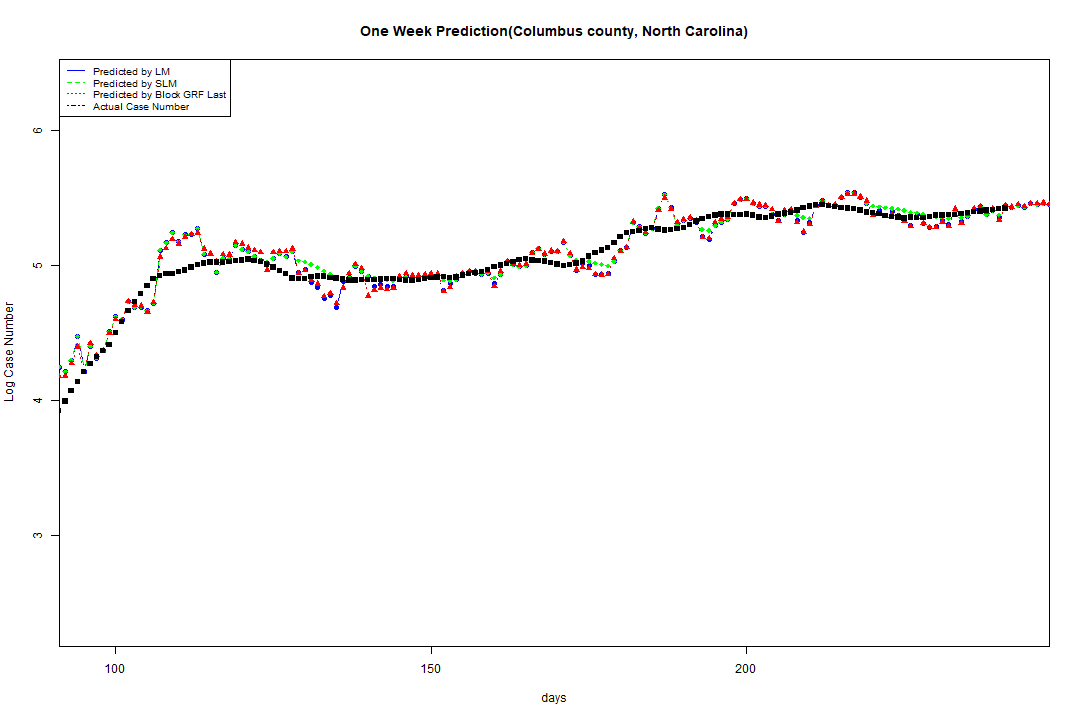 One Week Prediction(Columbus county, North Carolina)
Predicted by LM
Predicted by SLM
Predicted by Block GRF Last
Actual Case Number
6
5
4
3
Log Case Number
100 150 200
days